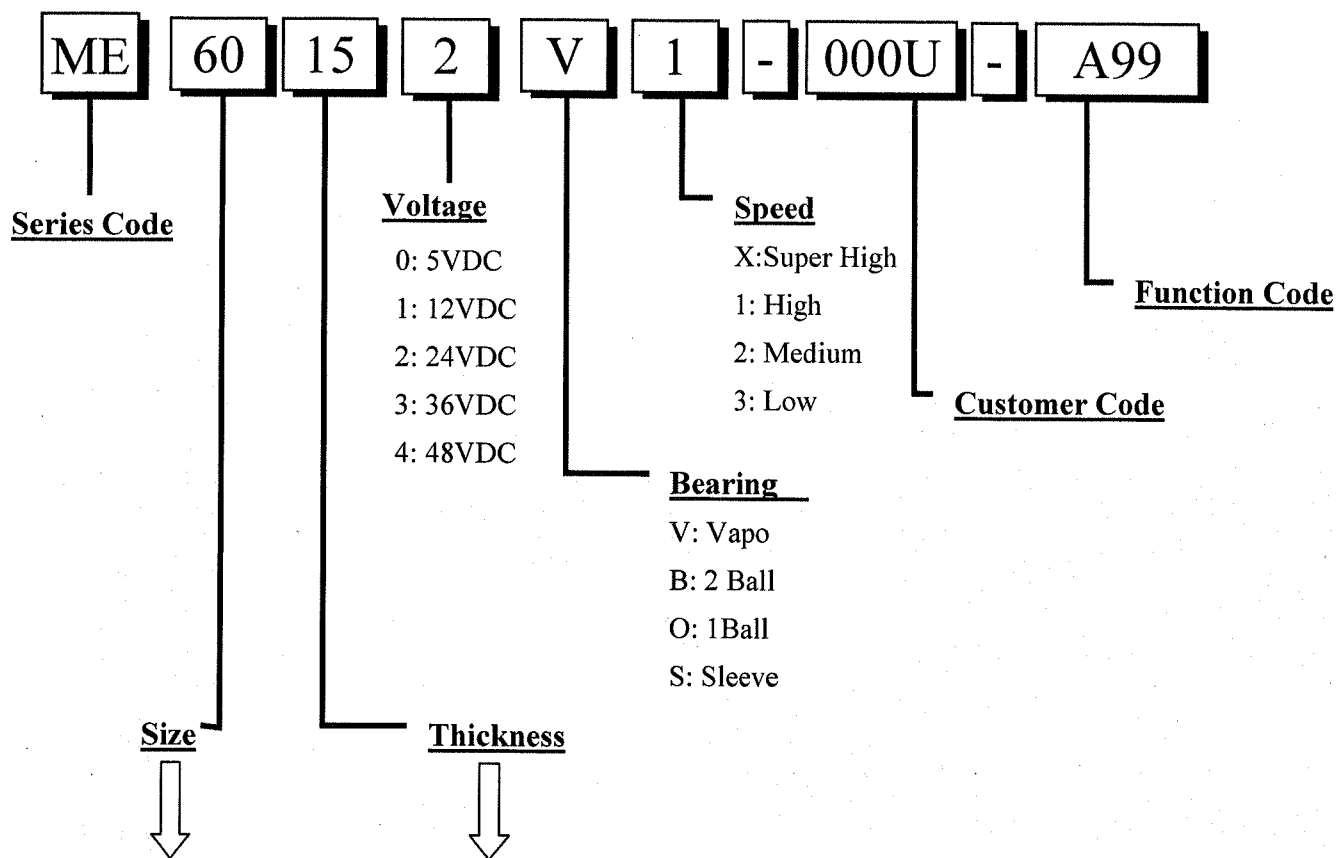 ME 60 15 2 V 1 - 000U - A99
Series Code
Voltage
0: 5VDC
1: 12VDC
2: 24VDC
3: 36VDC
4: 48VDC
Speed
X:Super High
1: High
2: Medium
3: Low
Function Code
Customer Code
Bearing
V: Vapo
B: 2 Ball
O: 1Ball
S: Sleeve
Size
Thickness